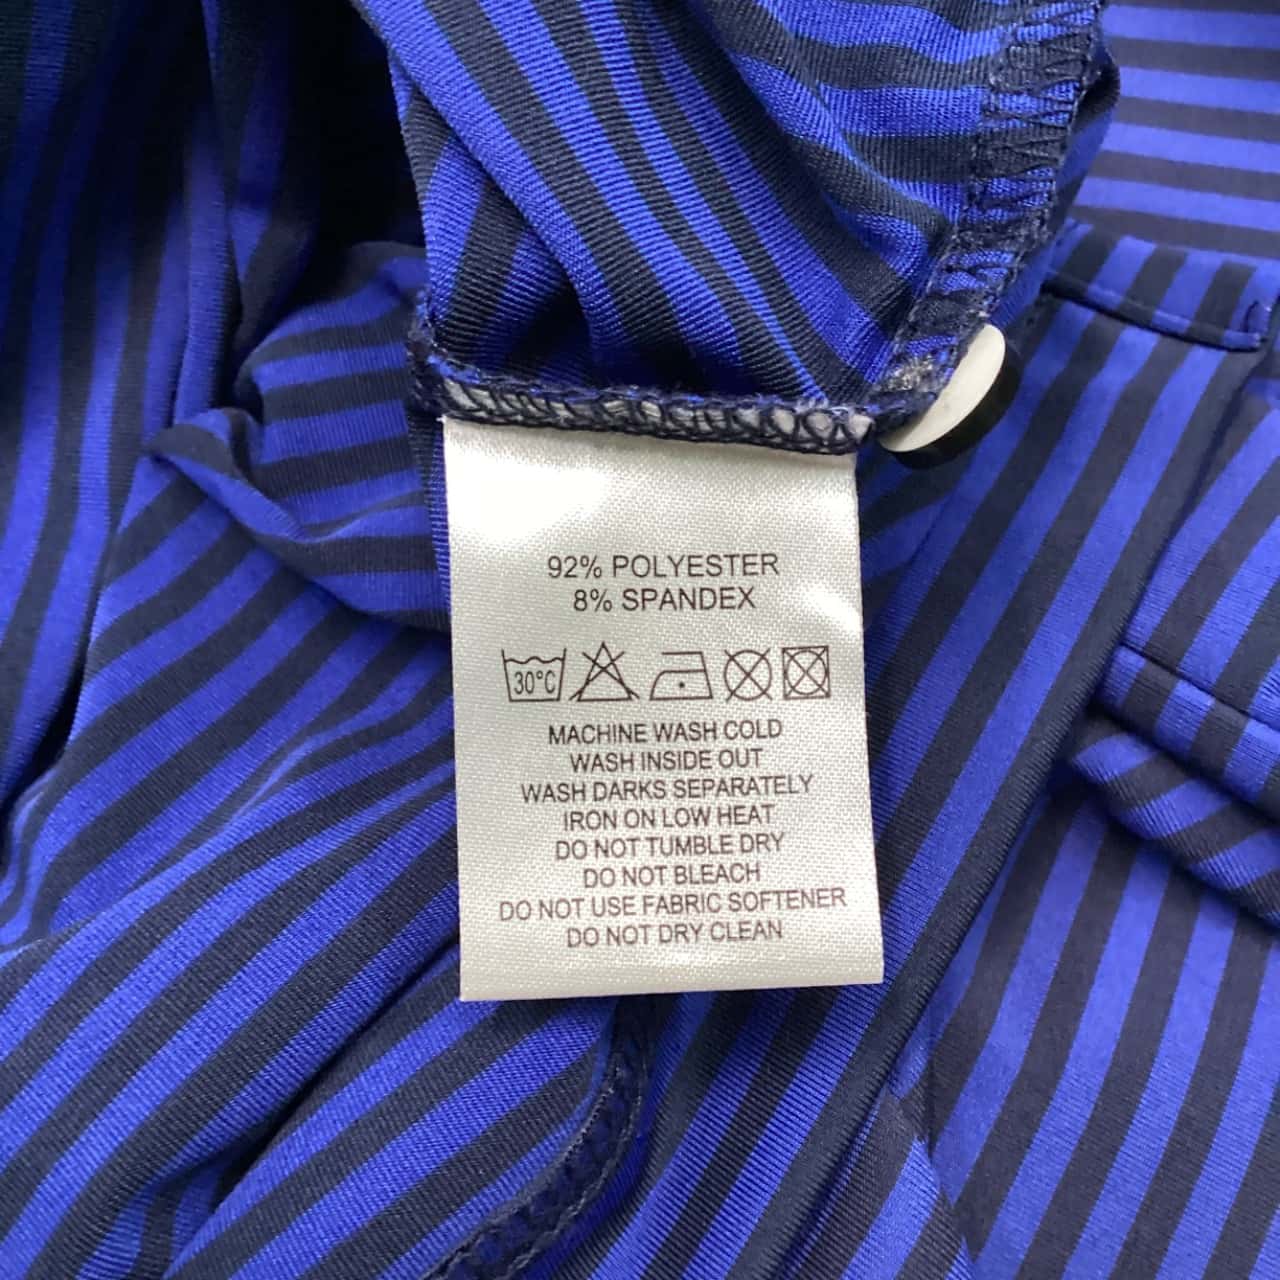 92% POLYESTER
8% SPANDEX
30°C
MACHINE WASH COLD
WASH INSIDE OUT
WASH DARKS SEPARATELY
IRON ON LOW HEAT
DO NOT TUMBLE DRY
DO NOT BLEACH
DO NOT USE FABRIC SOFTENER
DO NOT DRY CLEAN